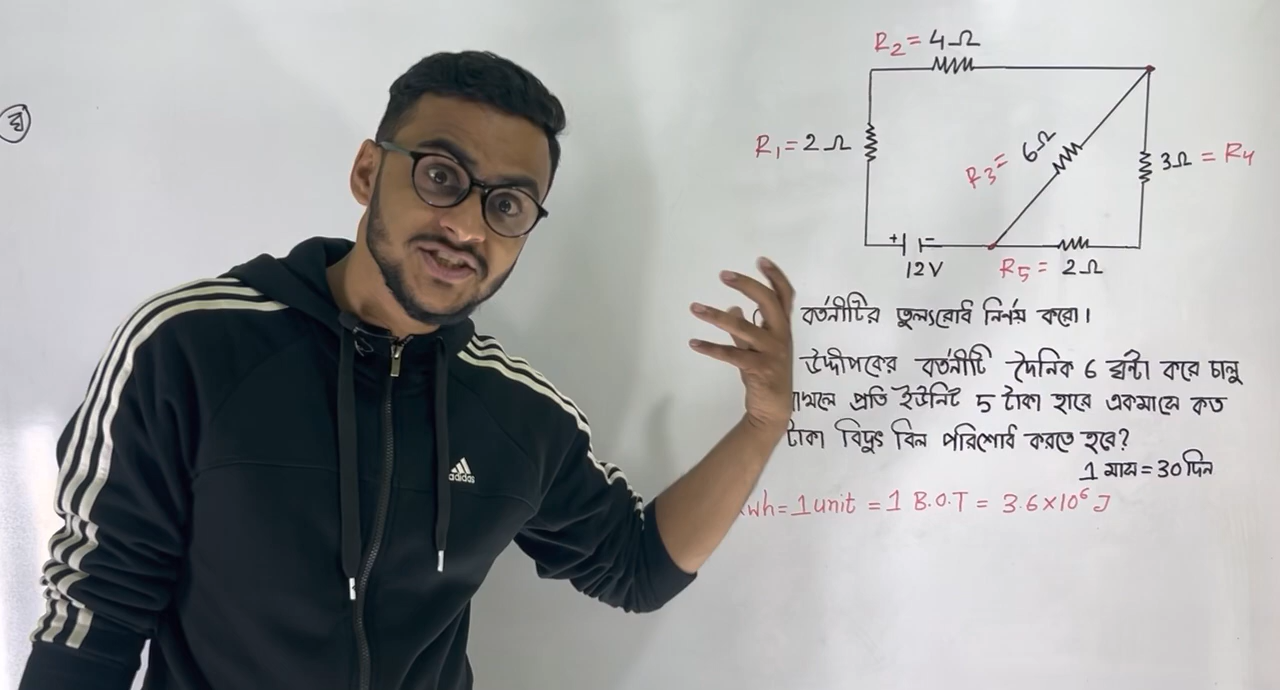 ঘ
R₂ = 4Ω
R₁ = 2Ω
R₃ = 6Ω
3Ω = R₄
+ -
12V
R₅ = 2Ω
বর্তনীটির তুল্যরোধ নির্ণয় করো।
উদ্দীপকের বর্তনীটি দৈনিক 6 ঘন্টা করে চালু
প্রতি ইউনিট 5 টাকা হারে একমাসে কত
টাকা বিদ্যুৎ বিল পরিশোধ করতে হবে?
1 মাস = 30 দিন
wh = 1 unit = 1 B.O.T = 3.6×10⁶ J
adidas